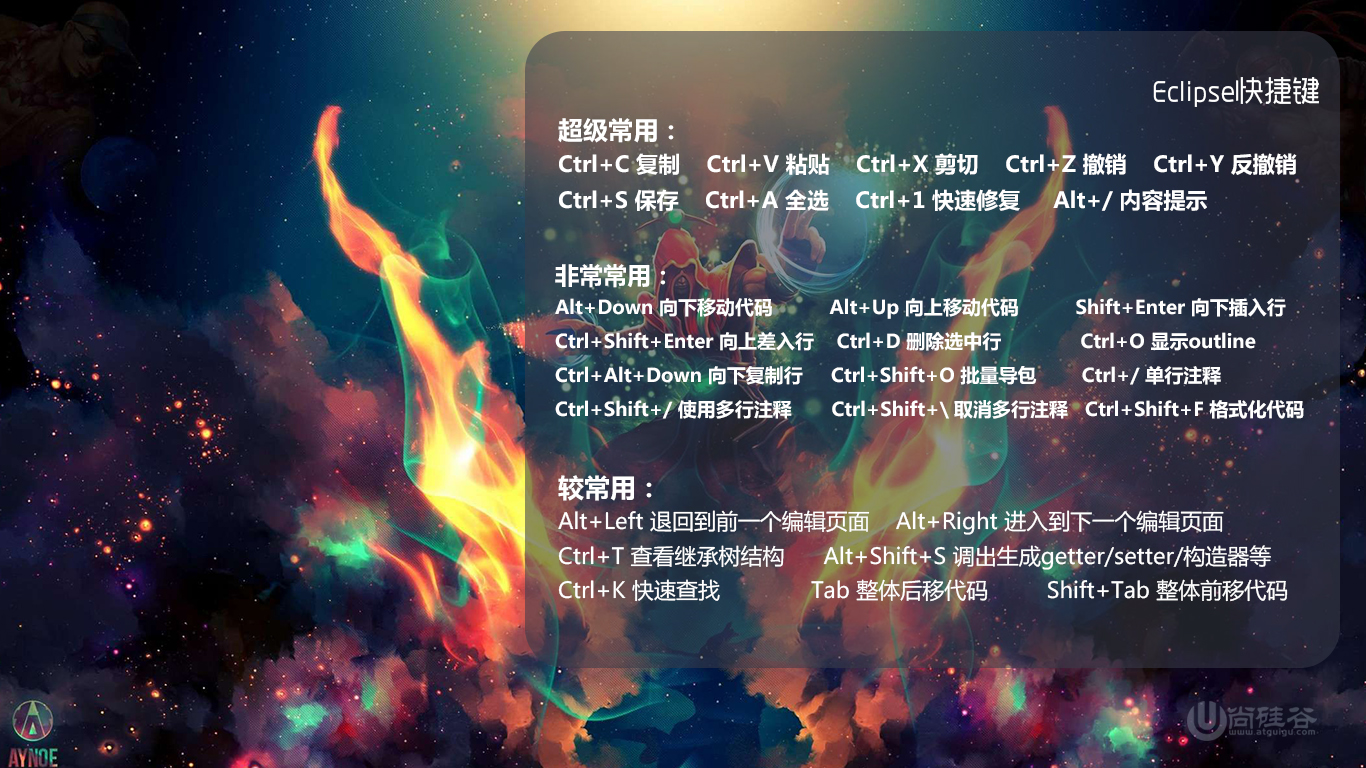 Eclipse快捷键
超级常用：
Ctrl+C 复制 Ctrl+V 粘贴 Ctrl+X 剪切 Ctrl+Z 撤销 Ctrl+Y 反撤销
Ctrl+S 保存 Ctrl+A 全选 Ctrl+1 快速修复 Alt+/ 内容提示
非常常用：
Alt+Down 向下移动代码 Alt+Up 向上移动代码 Shift+Enter 向下插入行
Ctrl+Shift+Enter 向上差入行 Ctrl+D 删除选中行 Ctrl+O 显示outline
Ctrl+Alt+Down 向下复制行 Ctrl+Shift+O 批量导包 Ctrl+/ 单行注释
Ctrl+Shift+/ 使用多行注释 Ctrl+Shift+\ 取消多行注释 Ctrl+Shift+F 格式化代码
较常用：
Alt+Left 退回到前一个编辑页面 Alt+Right 进入到下一个编辑页面
Ctrl+T 查看继承树结构 Alt+Shift+S 调出生成getter/setter/构造器等
Ctrl+K 快速查找 Tab 整体后移代码 Shift+Tab 整体前移代码
尚硅谷
www.atguigu.com
AYNOE